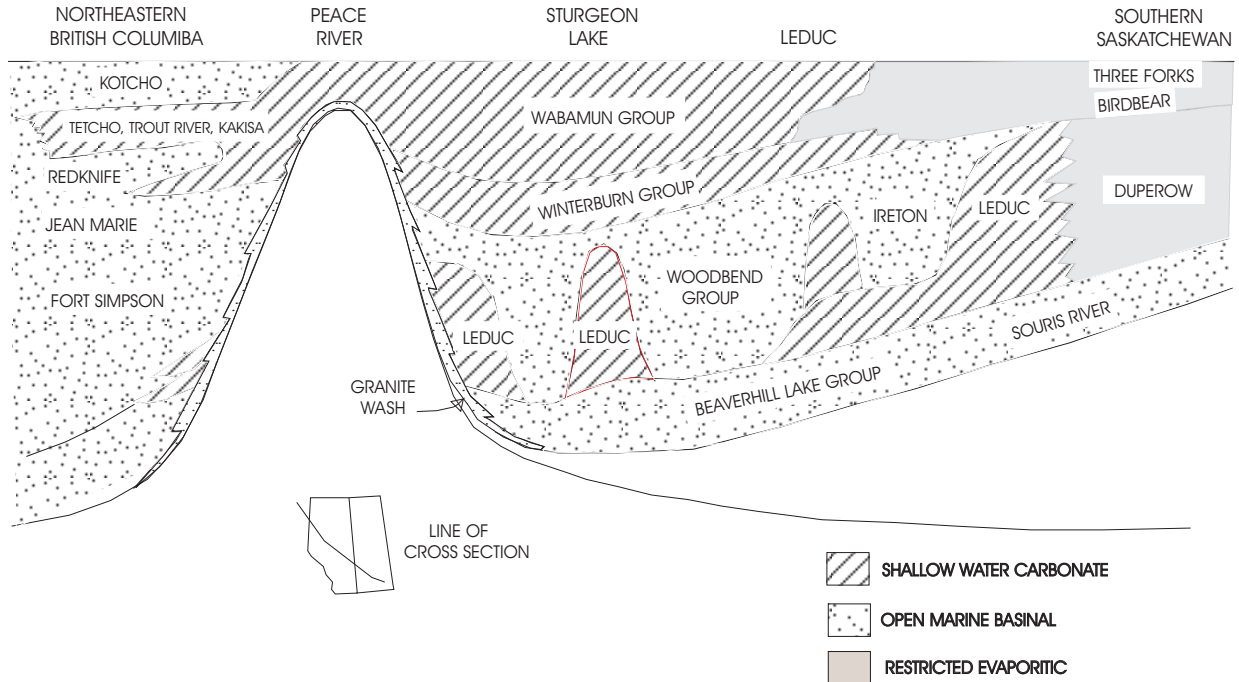 NORTHEASTERN
BRITISH COLUMIBA
PEACE
RIVER
STURGEON
LAKE
LEDUC
SOUTHERN
SASKATCHEWAN
KOTCHO
THREE FORKS
BIRDBEAR
WABAMUN GROUP
TETCHO, TROUT RIVER, KAKISA
REDKNIFE
WINTERBURN GROUP
DUPEROW
JEAN MARIE
IRETON
LEDUC
WOODBEND
GROUP
FORT SIMPSON
SOURIS RIVER
LEDUC
LEDUC
BEAVERHILL LAKE GROUP
GRANITE
WASH
LINE OF
CROSS SECTION
SHALLOW WATER CARBONATE
OPEN MARINE BASINAL
RESTRICTED EVAPORITIC